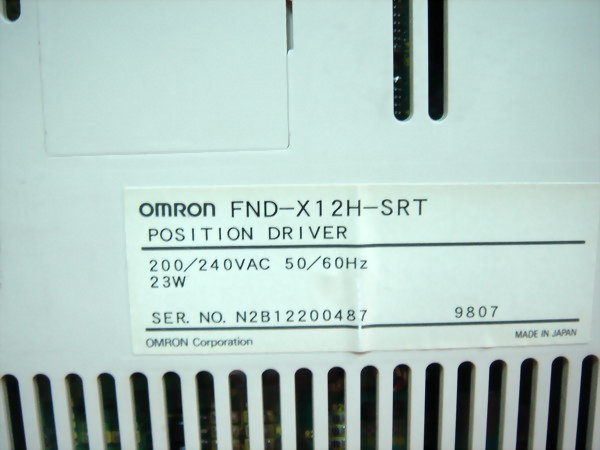 OMRON FND-X12H-SRT
POSITION DRIVER
200/240VAC 50/60Hz
23W
SER. NO. N2B12200487 9807
OMRON Corporation MADE IN JAPAN